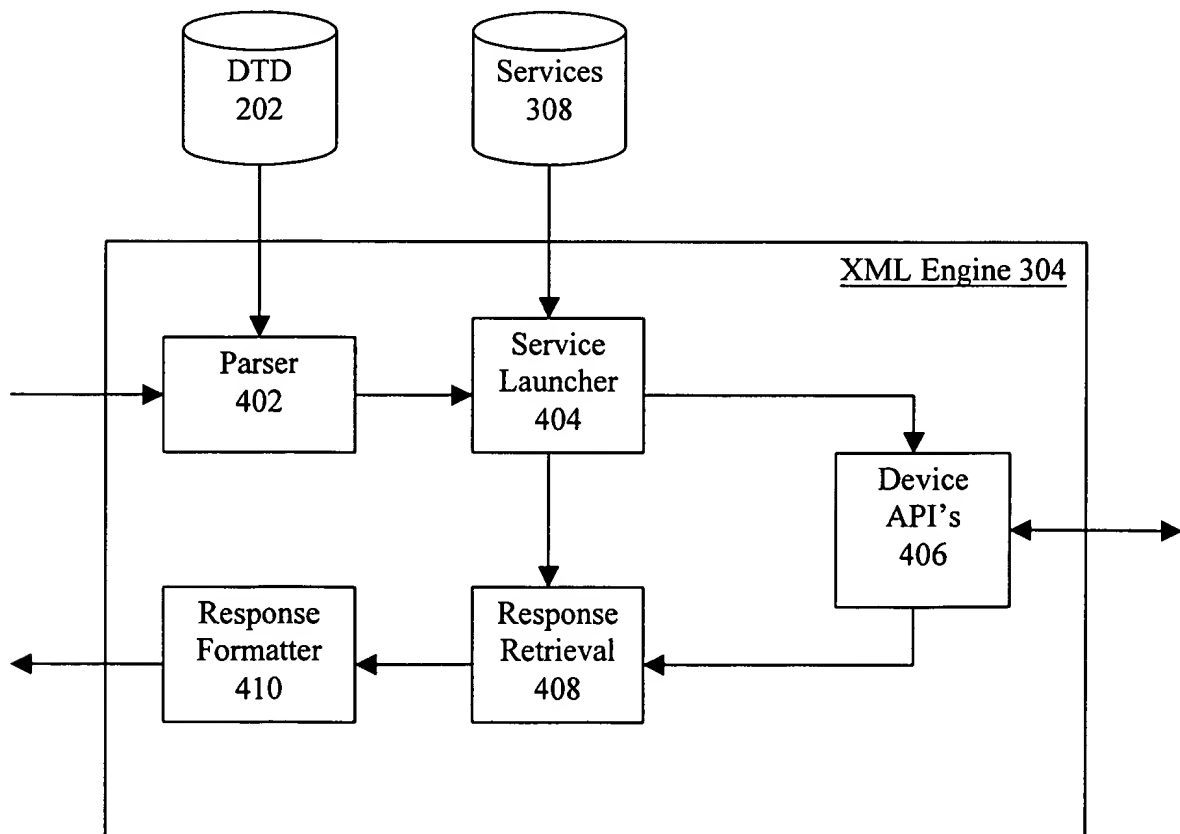 DTD
202
Services
308
XML Engine 304
Parser
402
Service
Launcher
404
Device
API's
406
Response
Formatter
410
Response
Retrieval
408